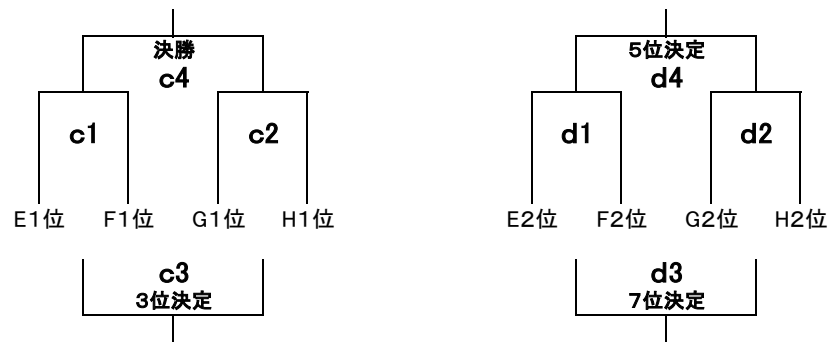 決勝
c4
c1
c2
E1位 F1位 G1位 H1位
c3
3位決定
5位決定
d4
d1
d2
E2位 F2位 G2位 H2位
d3
7位決定